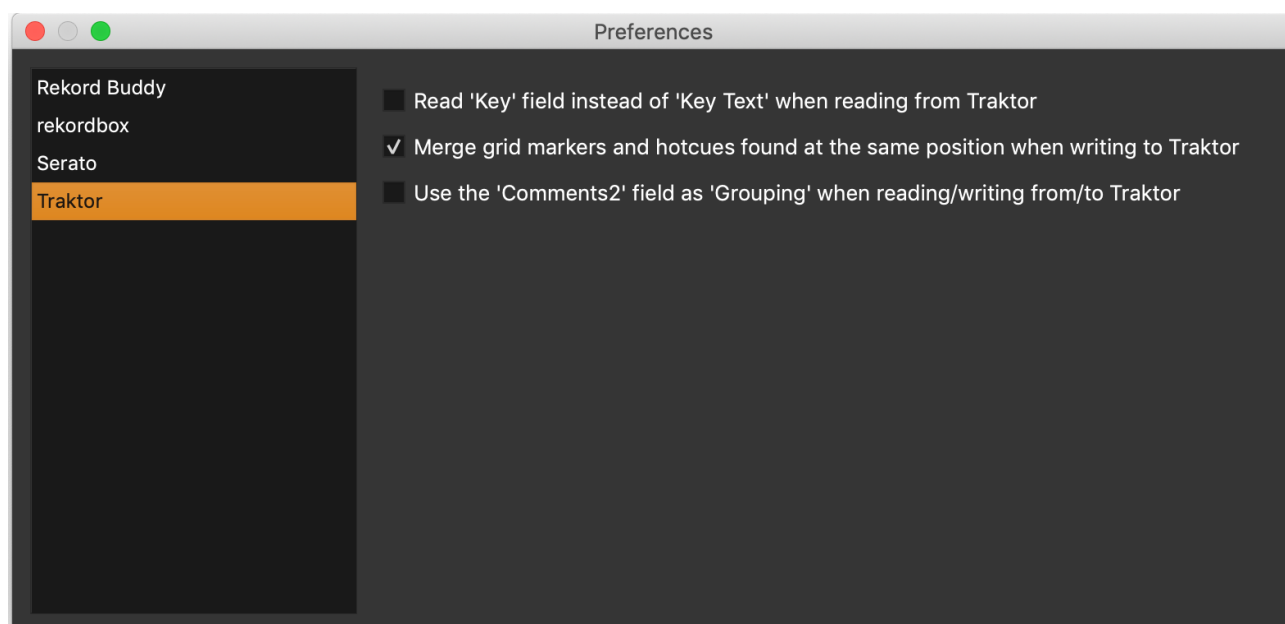 Preferences
Rekord Buddy
rekordbox
Serato
Traktor
Read 'Key' field instead of 'Key Text' when reading from Traktor
Merge grid markers and hotcues found at the same position when writing to Traktor
Use the 'Comments2' field as 'Grouping' when reading/writing from/to Traktor